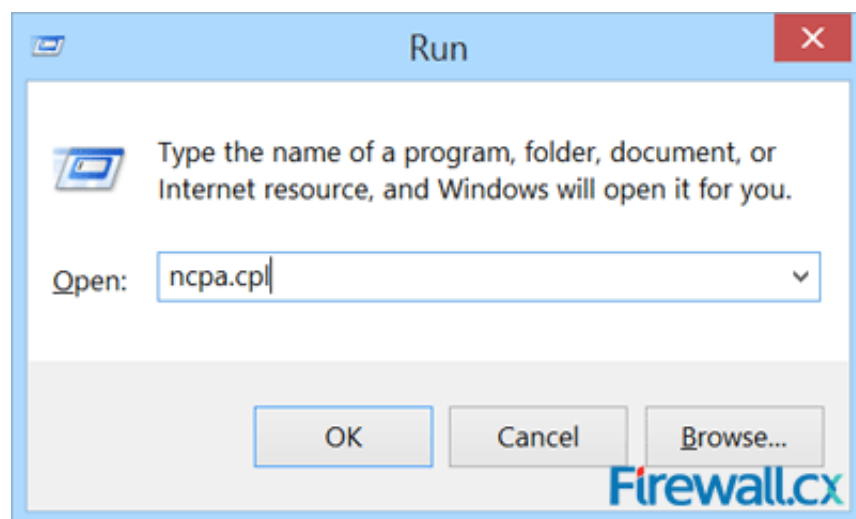 Run
Type the name of a program, folder, document, or
Internet resource, and Windows will open it for you.
Open: ncpa.cpl
OK Cancel Browse...
Firewall.cx